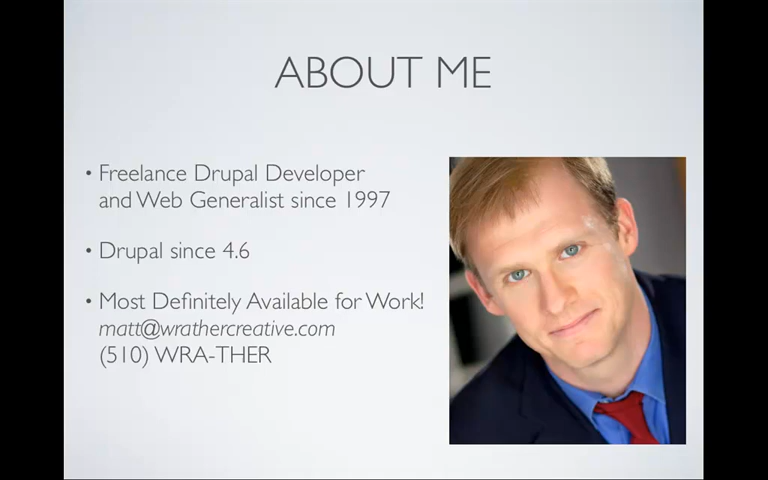 ABOUT ME
• Freelance Drupal Developer
and Web Generalist since 1997
• Drupal since 4.6
• Most Definitely Available for Work!
matt@wrathercreative.com
(510) WRA-THER